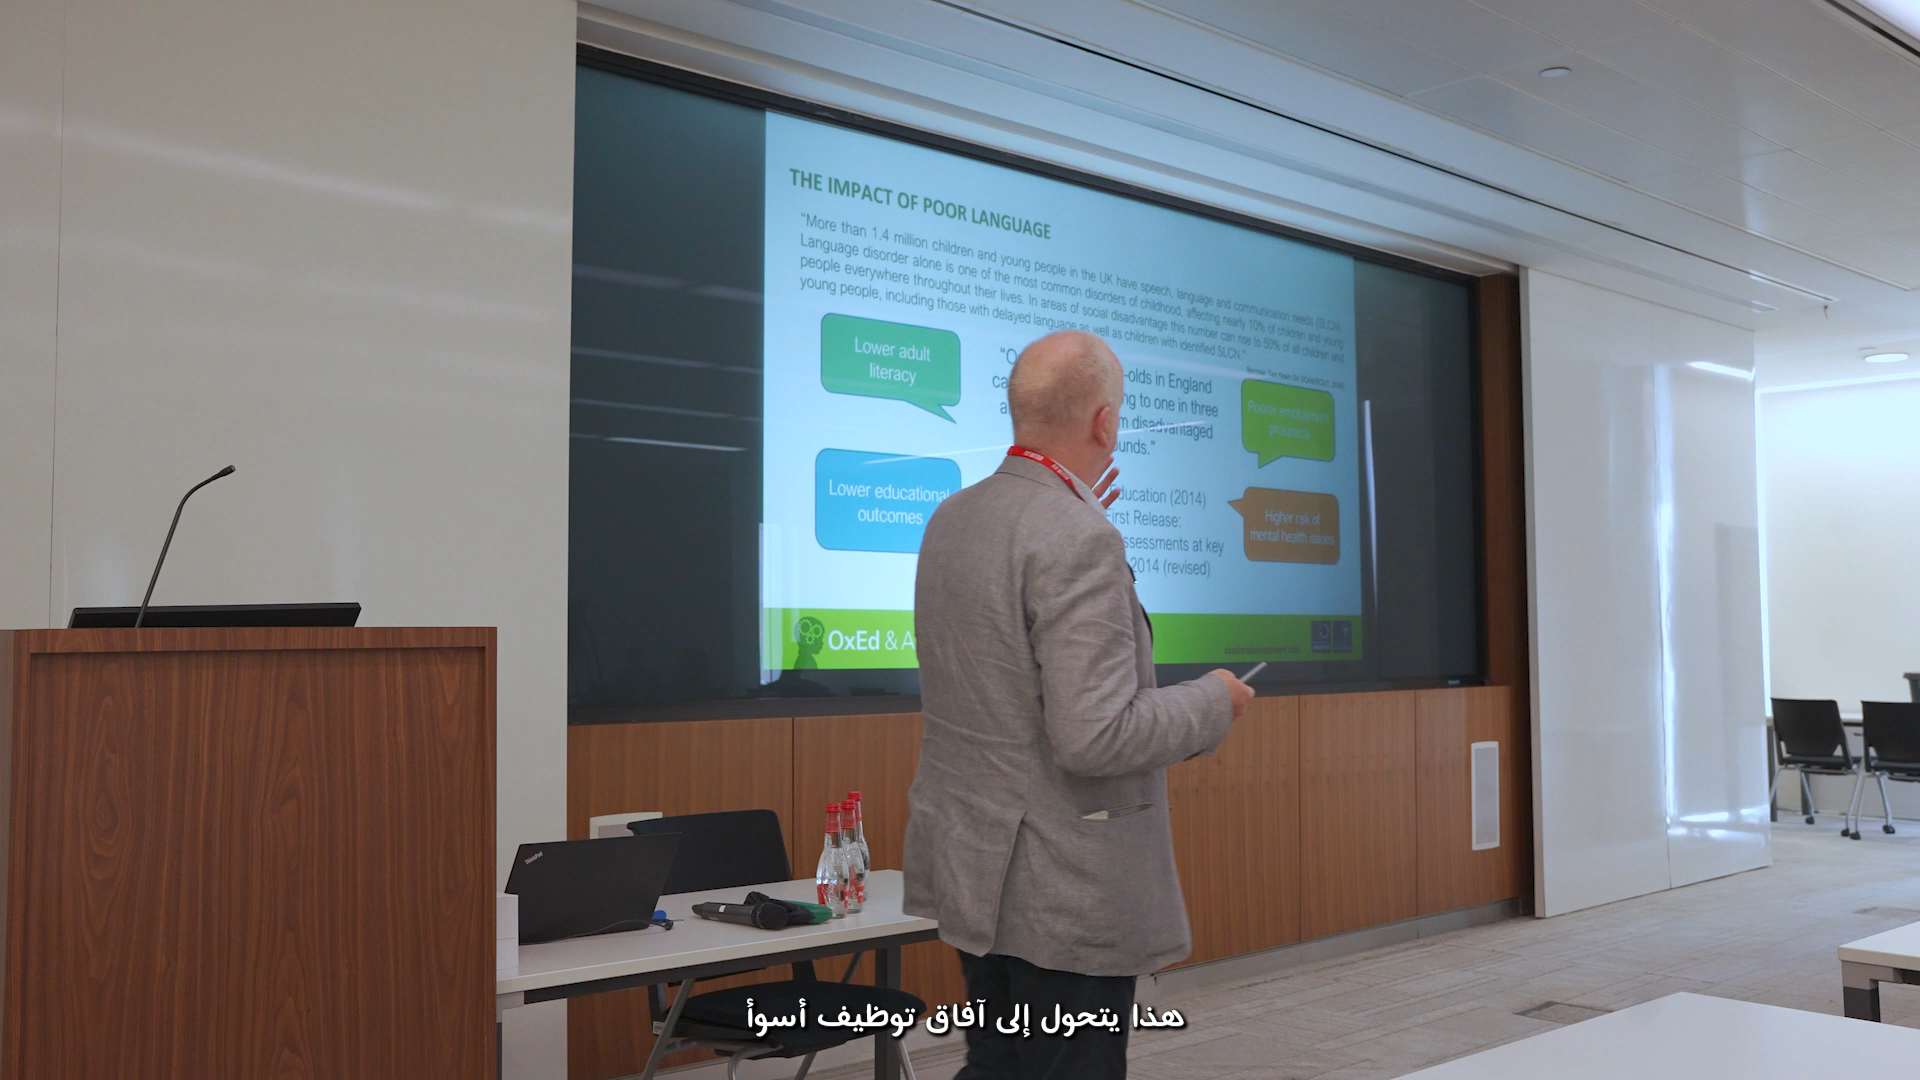 THE IMPACT OF POOR LANGUAGE
"More than 1.4 million children and young people in the UK have speech, language and communication needs (SLCN).
Language disorder alone is one of the most common disorders of childhood, affecting nearly 10% of children and young
people everywhere throughout their lives. In areas of social disadvantage this number can rise to 50% of all children and
young people, including those with delayed language as well as children with identified SLCN."
Lower adult
literacy
-olds in England
ng to one in three
m disadvantaged
ounds."
Poorer employment
prospects
Lower educational
outcomes
Education (2014)
First Release:
ssessments at key
2014 (revised)
Higher risk of
mental health issues
OxEd & A
ThinkPad
هذا يتحول إلى آفاق توظيف أسوأ